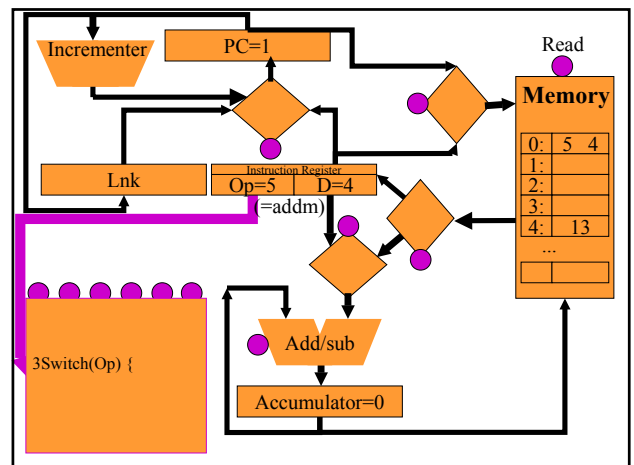 Incrementer
PC=1
Read
Memory
0: 5 4
1:
2:
3:
4: 13
...
Lnk
Instruction Register
Op=5 D=4
(=addm)
3Switch(Op) {
Add/sub
Accumulator=0